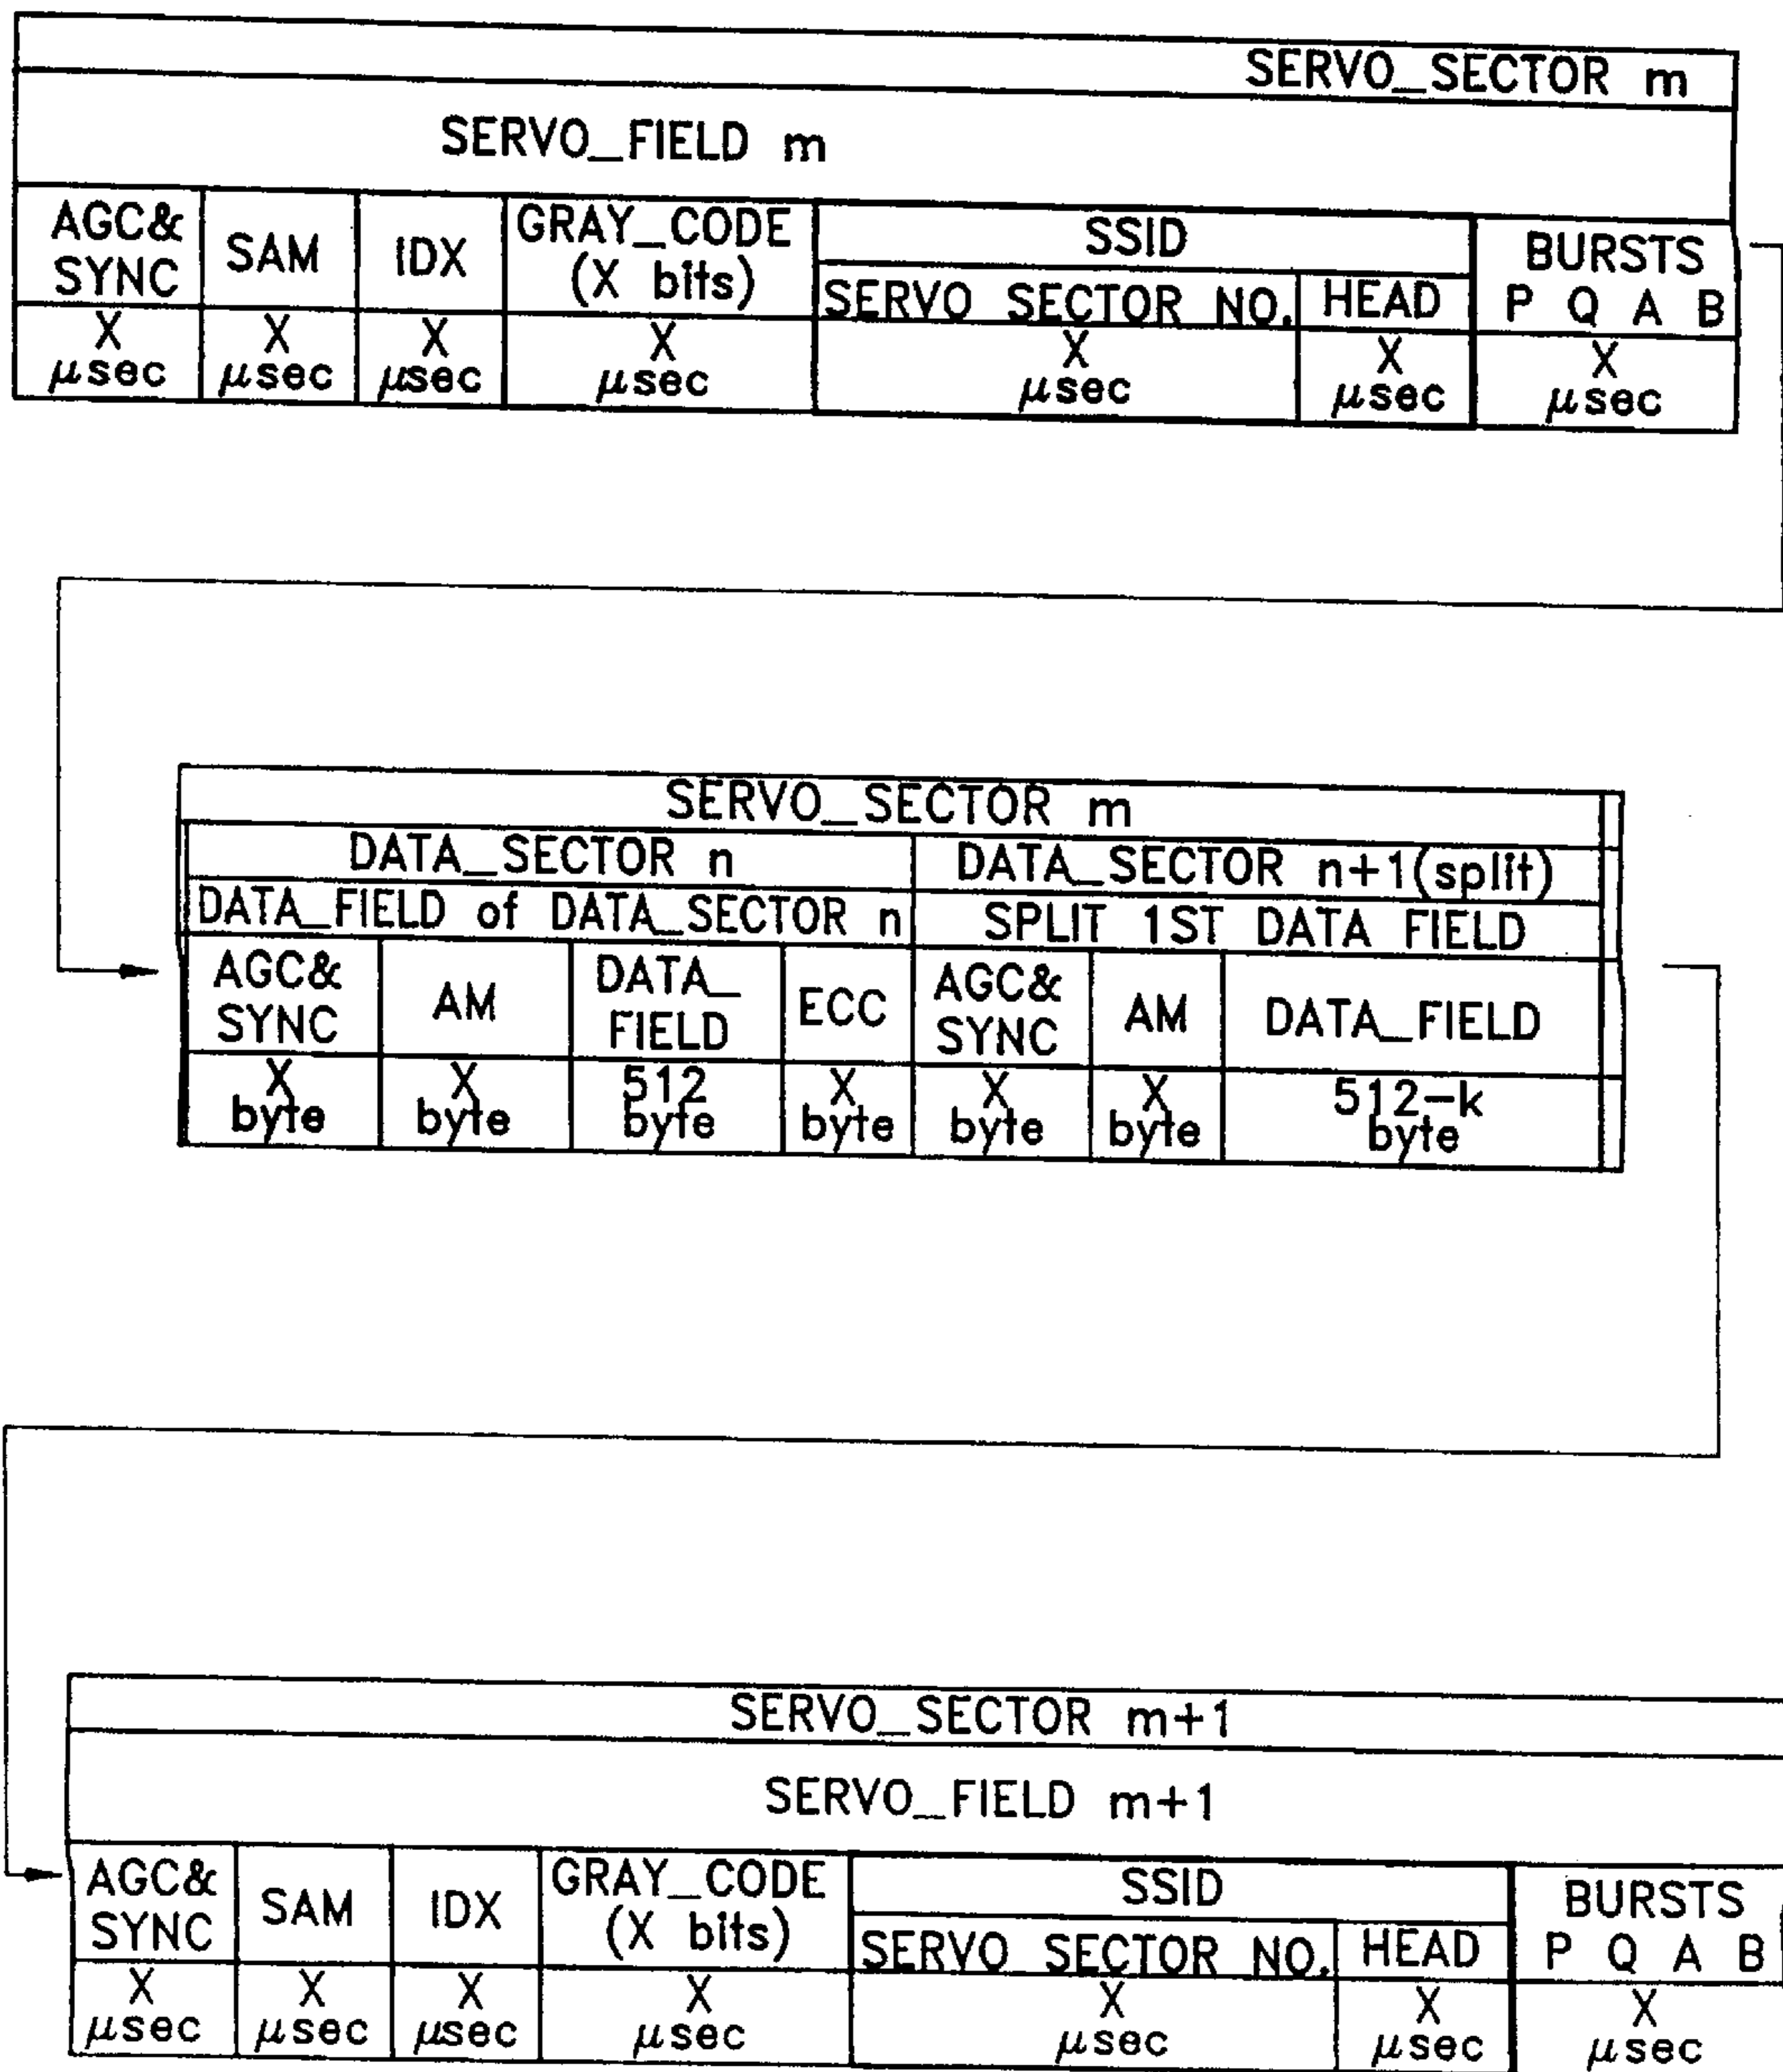 SERVO_SECTOR m
SERVO_FIELD m
AGC& SYNC SAM IDX GRAY_CODE (X bits) SSID SERVO SECTOR NO. HEAD BURSTS P Q A B
X μsec X μsec X μsec X μsec X μsec X μsec X μsec
SERVO_SECTOR m
DATA_SECTOR n DATA_SECTOR n+1(split)
DATA_FIELD of DATA_SECTOR n SPLIT 1ST DATA FIELD
AGC& SYNC AM DATA_ FIELD ECC AGC& SYNC AM DATA_FIELD
X byte X byte 512 byte X byte X byte X byte 512-k byte
SERVO_SECTOR m+1
SERVO_FIELD m+1
AGC& SYNC SAM IDX GRAY_CODE (X bits) SSID SERVO SECTOR NO. HEAD BURSTS P Q A B
X μsec X μsec X μsec X μsec X μsec X μsec X μsec